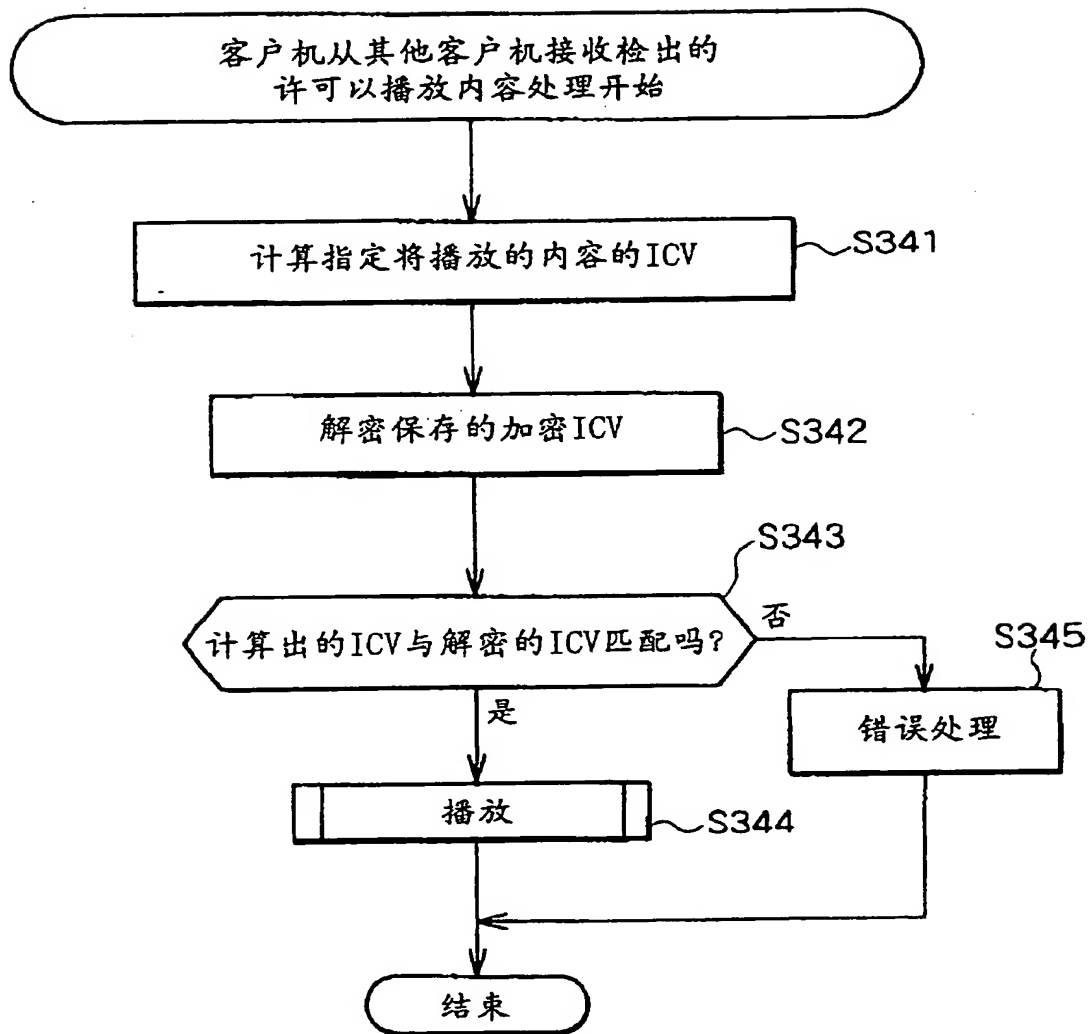 客户机从其他客户机接收检出的
许可以播放内容处理开始
计算指定将播放的内容的ICV
S341
解密保存的加密ICV
S342
S343
计算出的ICV与解密的ICV匹配吗?
否
S345
是
错误处理
播放
S344
结束